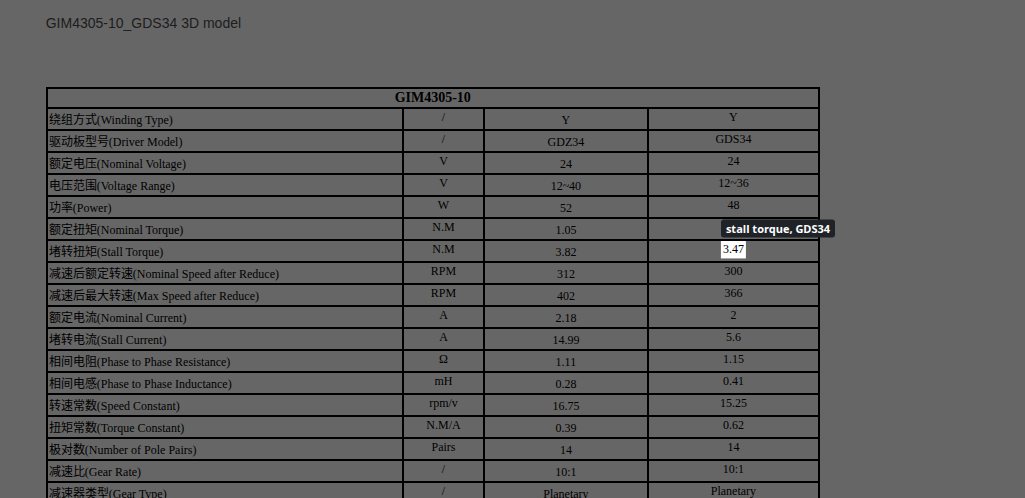 GIM4305-10_GDS34 3D model
GIM4305-10
绕组方式(Winding Type) / Y Y
驱动板型号(Driver Model) / GDZ34 GDS34
额定电压(Nominal Voltage) V 24 24
电压范围(Voltage Range) V 12~40 12~36
功率(Power) W 52 48
额定扭矩(Nominal Torque) N.M 1.05
stall torque, GDS34
堵转扭矩(Stall Torque) N.M 3.82 3.47
减速后额定转速(Nominal Speed after Reduce) RPM 312 300
减速后最大转速(Max Speed after Reduce) RPM 402 366
额定电流(Nominal Current) A 2.18 2
堵转电流(Stall Current) A 14.99 5.6
相间电阻(Phase to Phase Resistance) Ω 1.11 1.15
相间电感(Phase to Phase Inductance) mH 0.28 0.41
转速常数(Speed Constant) rpm/v 16.75 15.25
扭矩常数(Torque Constant) N.M/A 0.39 0.62
极对数(Number of Pole Pairs) Pairs 14 14
减速比(Gear Rate) / 10:1 10:1
减速器类型(Gear Type) / Planetary Planetary